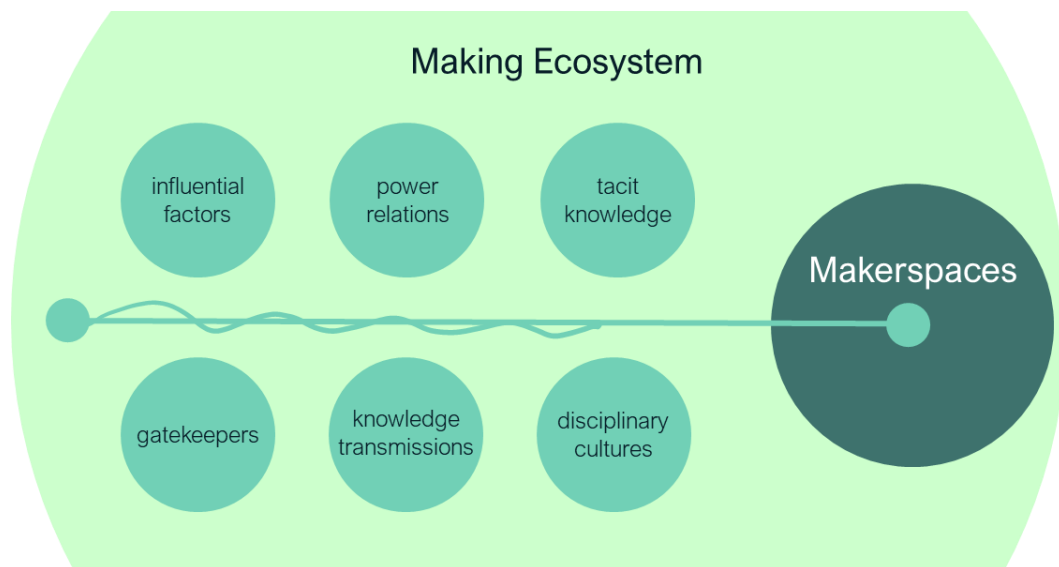 Making Ecosystem
influential
factors
power
relations
tacit
knowledge
Makerspaces
gatekeepers
knowledge
transmissions
disciplinary
cultures